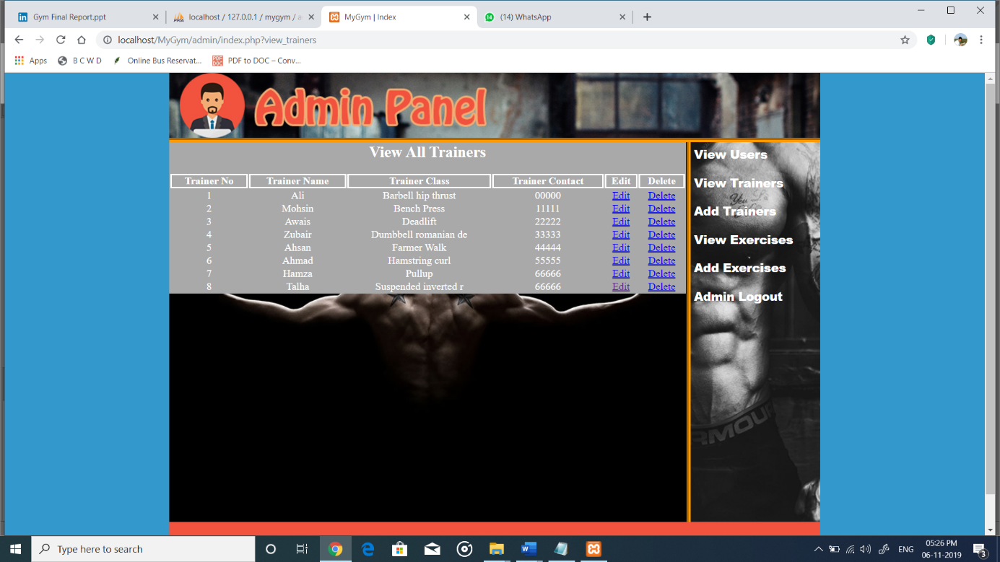 Gym Final Report.ppt
localhost / 127.0.0.1 / mygym / a
MyGym | Index
(14) WhatsApp
localhost/MyGym/admin/index.php?view_trainers
Apps
B C W D
Online Bus Reservat...
PDF to DOC – Conv...
Admin Panel
View All Trainers
Trainer No Trainer Name Trainer Class Trainer Contact Edit Delete
1 Ali Barbell hip thrust 00000 Edit Delete
2 Mohsin Bench Press 11111 Edit Delete
3 Awais Deadlift 22222 Edit Delete
4 Zubair Dumbbell romanian de 33333 Edit Delete
5 Ahsan Farmer Walk 44444 Edit Delete
6 Ahmad Hamstring curl 55555 Edit Delete
7 Hamza Pullup 66666 Edit Delete
8 Talha Suspended inverted r 66666 Edit Delete
View Users
View Trainers
Add Trainers
View Exercises
Add Exercises
Admin Logout
Type here to search
ENG
05:26 PM
06-11-2019
3